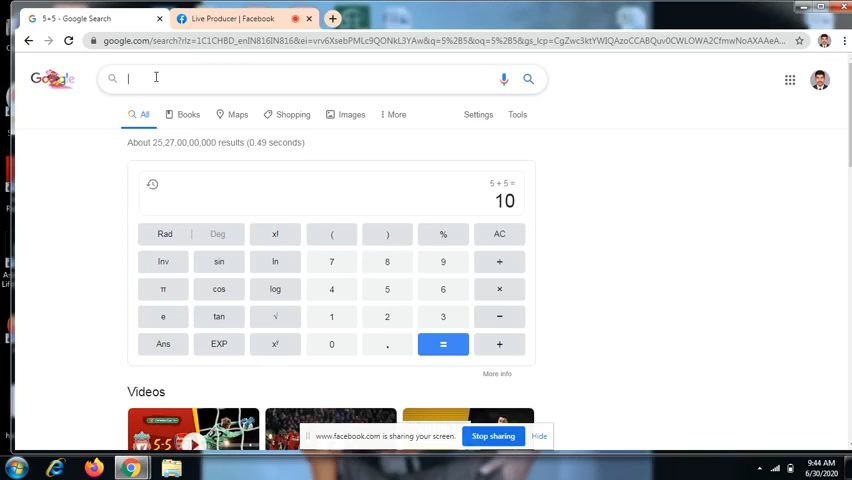 5+5 - Google Search
Live Producer | Facebook
google.com/search?rlz=1C1CHBD_enIN816IN816&ei=vrv6XsebPMLc9QONkL3YAw&q=5%2B5&oq=5%2B5&gs_lcp=CgZwc3ktYWIQAzoCCABQuv0CWLOWA2CfmwNoAXAAeA...
Google
All
Books
Maps
Shopping
Images
More
Settings
Tools
About 25,27,00,00,000 results (0.49 seconds)
5 + 5 =
10
Rad | Deg x! ( ) % AC
Inv sin ln 7 8 9 ÷
π cos log 4 5 6 ×
e tan √ 1 2 3 −
Ans EXP xʸ 0 . = +
More info
Videos
5-5
www.facebook.com is sharing your screen.
Stop sharing
Hide
9:44 AM
6/30/2020